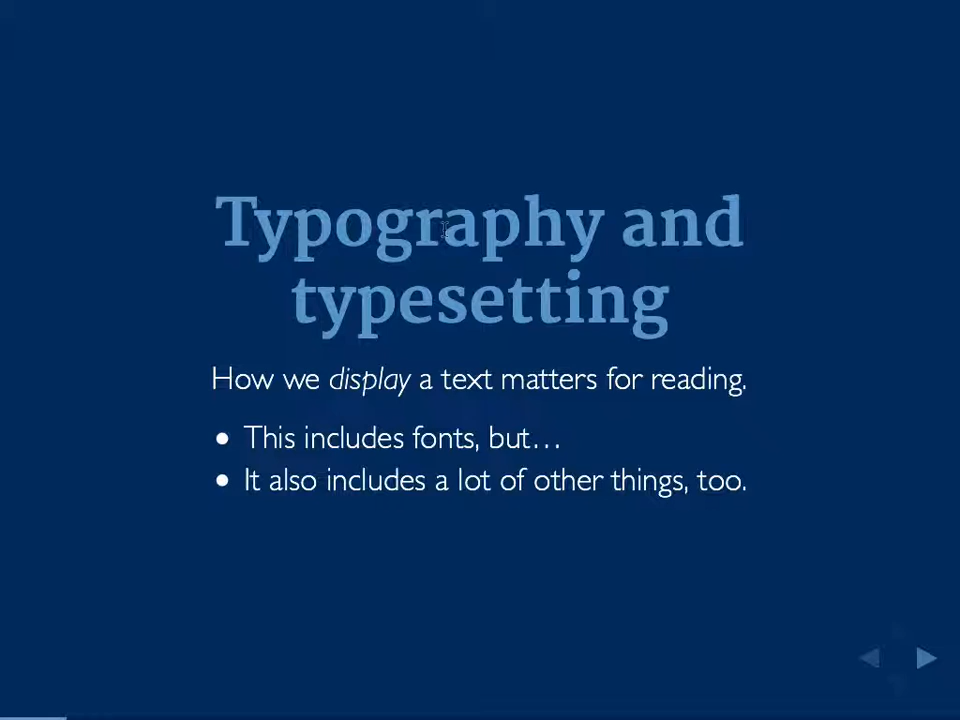 Typography and
typesetting
How we display a text matters for reading.
• This includes fonts, but…
• It also includes a lot of other things, too.